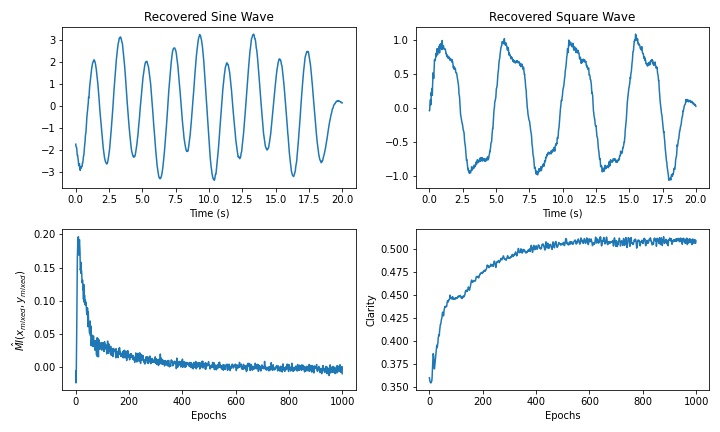 Recovered Sine Wave
3
2
1
0
−1
−2
−3
0.0 2.5 5.0 7.5 10.0 12.5 15.0 17.5 20.0
Time (s)
Recovered Square Wave
1.0
0.5
0.0
−0.5
−1.0
0.0 2.5 5.0 7.5 10.0 12.5 15.0 17.5 20.0
Time (s)
M̂I(x_mixed, y_mixed)
0.20
0.15
0.10
0.05
0.00
0 200 400 600 800 1000
Epochs
Clarity
0.500
0.475
0.450
0.425
0.400
0.375
0.350
0 200 400 600 800 1000
Epochs